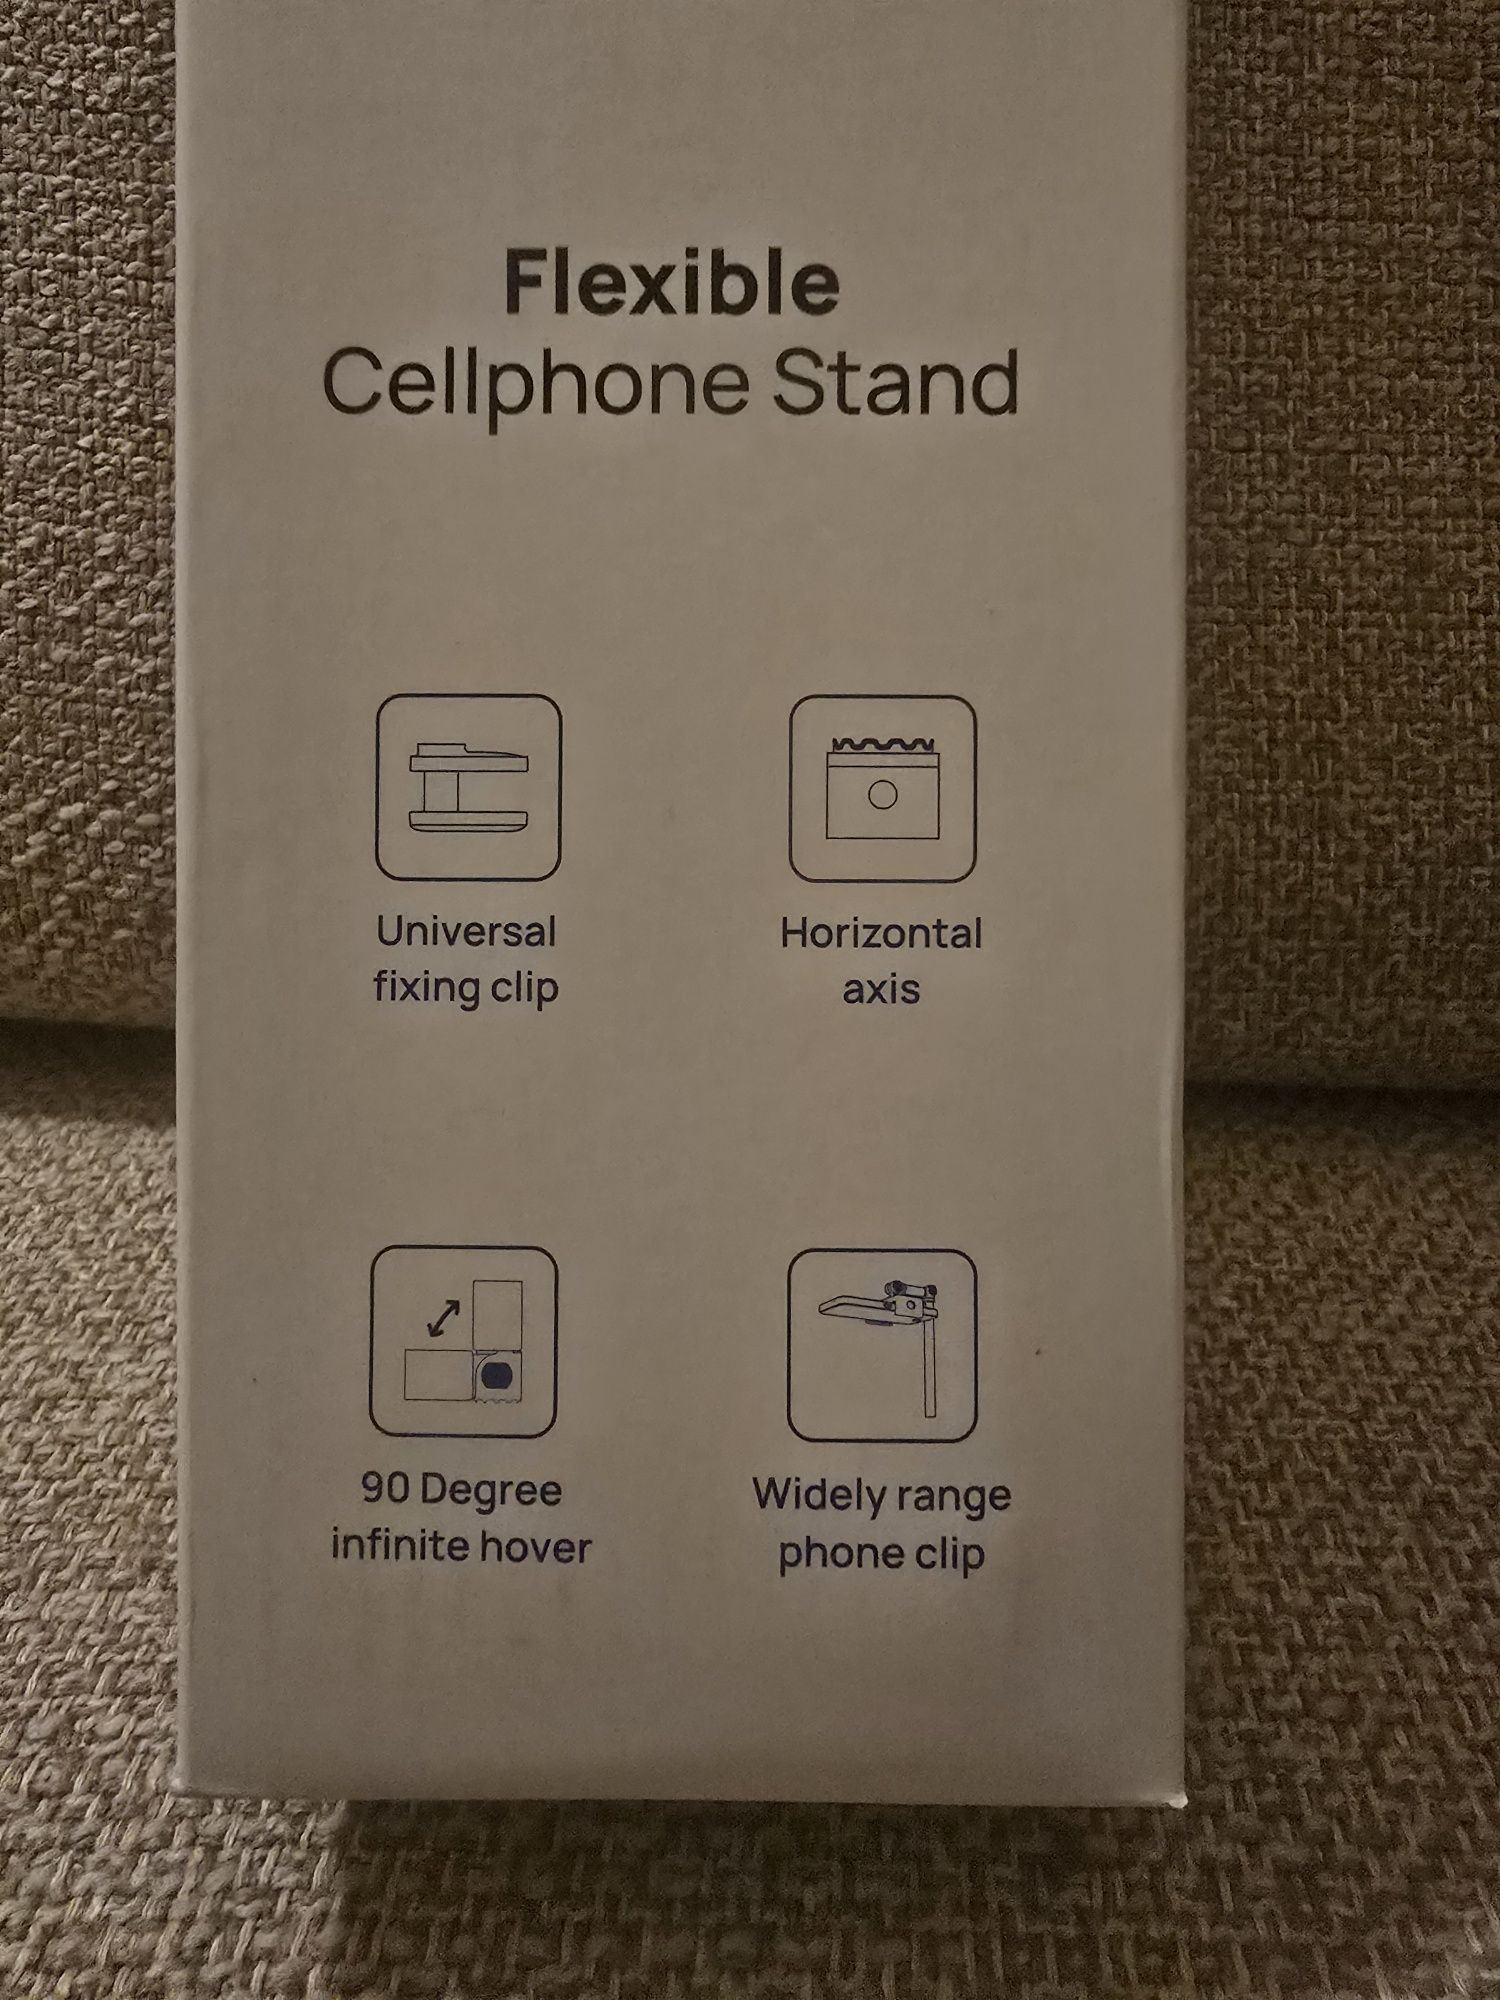 Flexible
Cellphone Stand
Universal
fixing clip
Horizontal
axis
90 Degree
infinite hover
Widely range
phone clip